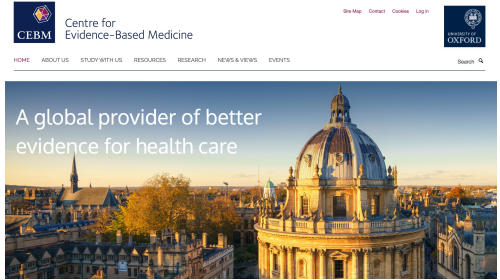 Site Map Contact Cookies Log in
CEBM
Centre for
Evidence-Based Medicine
UNIVERSITY OF
OXFORD
HOME ABOUT US STUDY WITH US RESOURCES RESEARCH NEWS & VIEWS EVENTS
Search
A global provider of better
evidence for health care